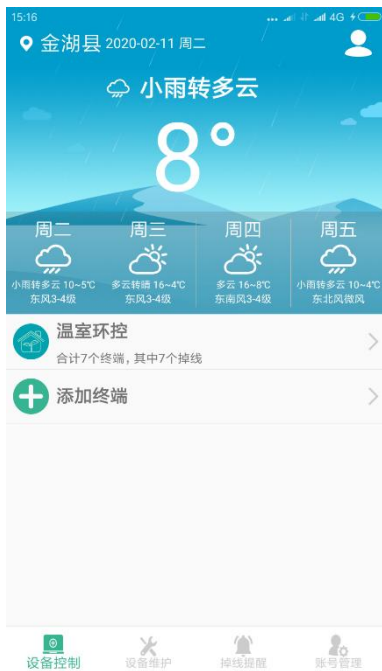 15:16 ... 4G
金湖县 2020-02-11 周二
小雨转多云
8°
周二 周三 周四 周五
小雨转多云 10~5℃ 多云转晴 16~4℃ 多云 16~8℃ 小雨转多云 10~4℃
东风3-4级 东风3-4级 东南风3-4级 东北风微风
温室环控
合计7个终端，其中7个掉线
添加终端
设备控制 设备维护 掉线提醒 账号管理